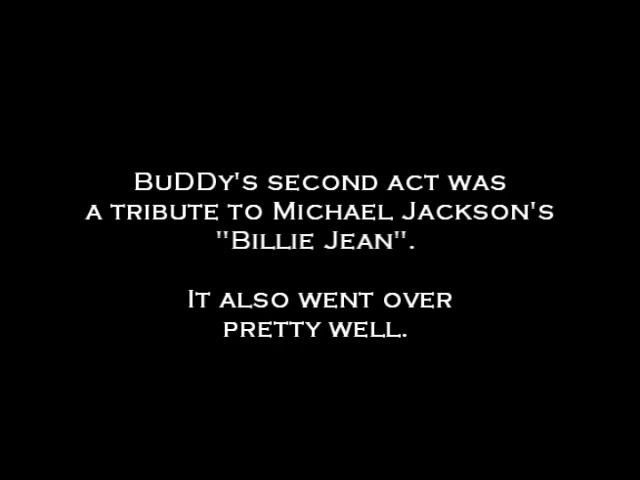 BuDDy's second act was
a tribute to Michael Jackson's
"Billie Jean".
It also went over
pretty well.